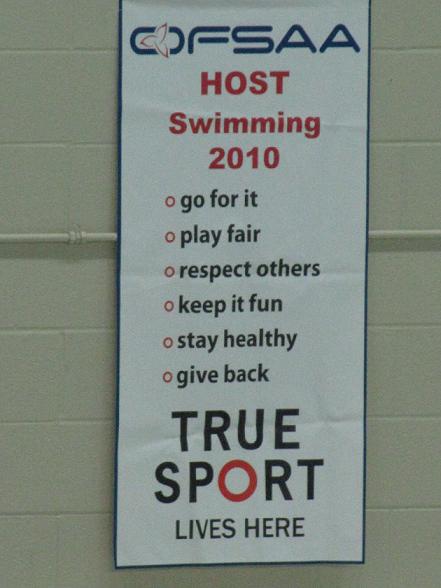 OFSAA
HOST
Swimming
2010
go for it
play fair
respect others
keep it fun
stay healthy
give back
TRUE
SPORT
LIVES HERE